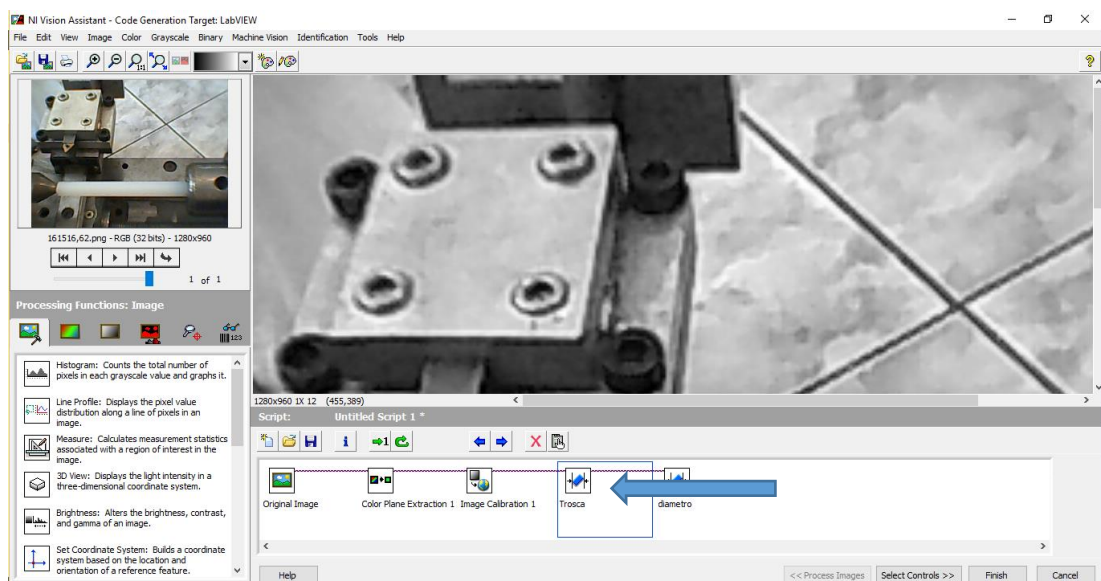 NI Vision Assistant - Code Generation Target: LabVIEW
File Edit View Image Color Grayscale Binary Machine Vision Identification Tools Help
1:1
161516,62.png - RGB (32 bits) - 1280x960
1 of 1
Processing Functions: Image
123
Histogram: Counts the total number of
pixels in each grayscale value and graphs it.
Line Profile: Displays the pixel value
distribution along a line of pixels in an
image.
Measure: Calculates measurement statistics
associated with a region of interest in the
image.
3D View: Displays the light intensity in a
three-dimensional coordinate system.
Brightness: Alters the brightness, contrast,
and gamma of an image.
Set Coordinate System: Builds a coordinate
system based on the location and
orientation of a reference feature.
1280x960 1X 12 (455,389)
Script: Untitled Script 1 *
1
Original Image
Color Plane Extraction 1
Image Calibration 1
Trosca
diametro
Help
<< Process Images
Select Controls >>
Finish
Cancel